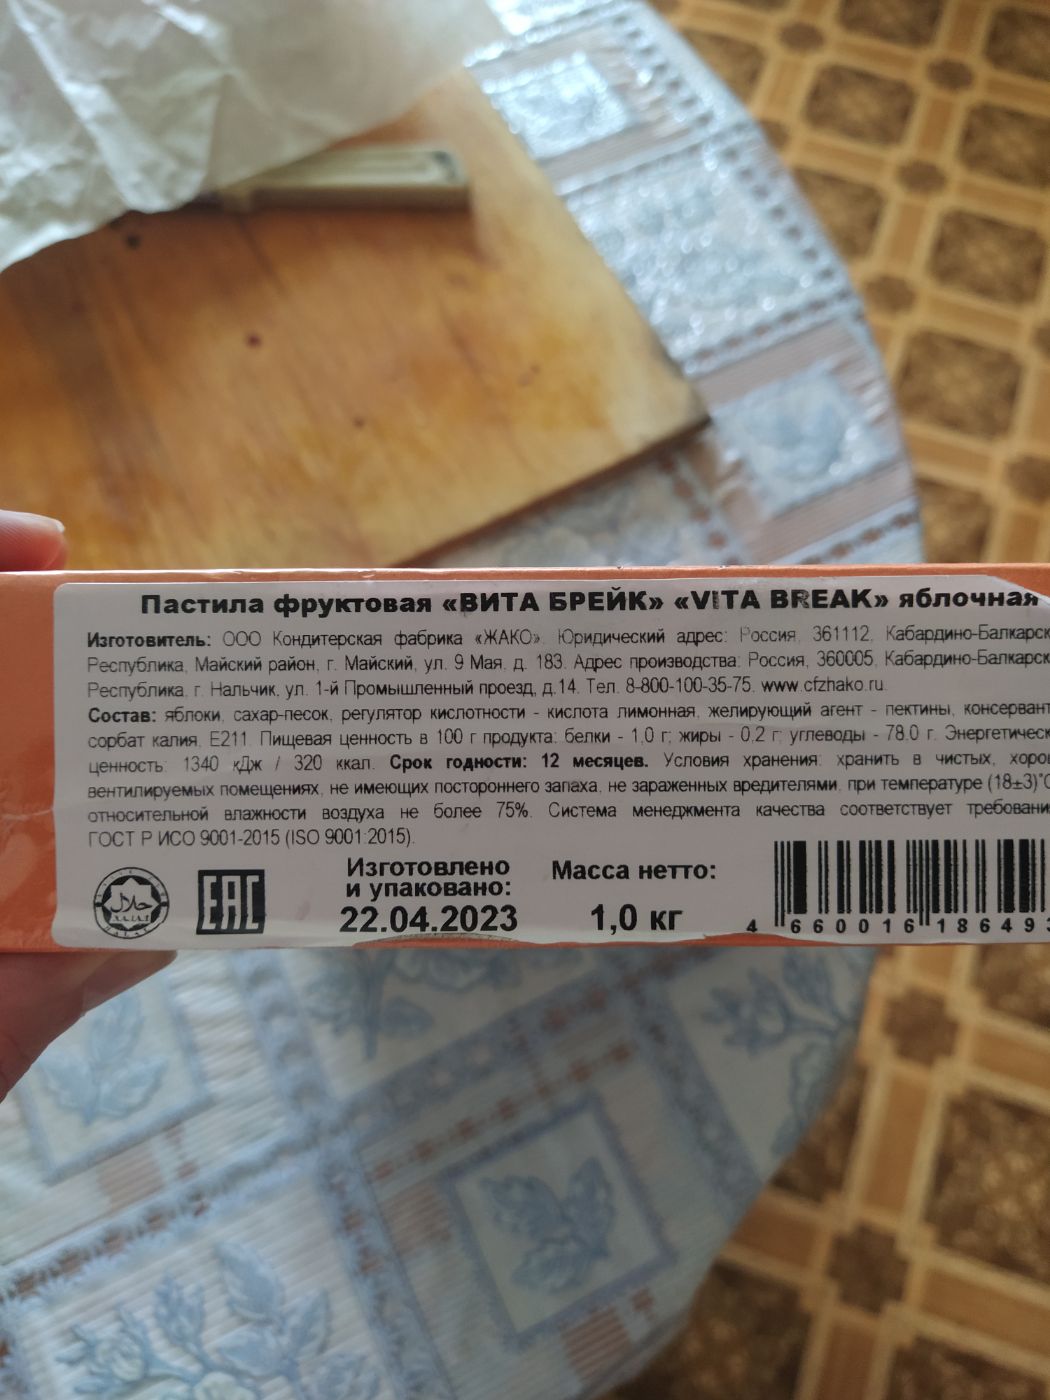 Пастила фруктовая «ВИТА БРЕЙК» «VITA BREAK» яблочная
Изготовитель: ООО Кондитерская фабрика «ЖАКО». Юридический адрес: Россия, 361112, Кабардино-Балкарск
Республика, Майский район, г. Майский, ул. 9 Мая, д. 183. Адрес производства: Россия, 360005, Кабардино-Балкарск
Республика, г. Нальчик, ул. 1-й Промышленный проезд, д.14. Тел. 8-800-100-35-75. www.cfzhako.ru.
Состав: яблоки, сахар-песок, регулятор кислотности - кислота лимонная, желирующий агент - пектины, консервант
сорбат калия, Е211. Пищевая ценность в 100 г продукта: белки - 1,0 г; жиры - 0,2 г; углеводы - 78.0 г. Энергетическ
ценность: 1340 кДж / 320 ккал. Срок годности: 12 месяцев. Условия хранения: хранить в чистых, хоро
вентилируемых помещениях, не имеющих постороннего запаха, не зараженных вредителями, при температуре (18±3)°С
относительной влажности воздуха не более 75%. Система менеджмента качества соответствует требовани
ГОСТ Р ИСО 9001-2015 (ISO 9001:2015).
حلال
HALAL
EAC
Изготовлено
и упаковано:
22.04.2023
Масса нетто:
1,0 кг
4 660016 186493